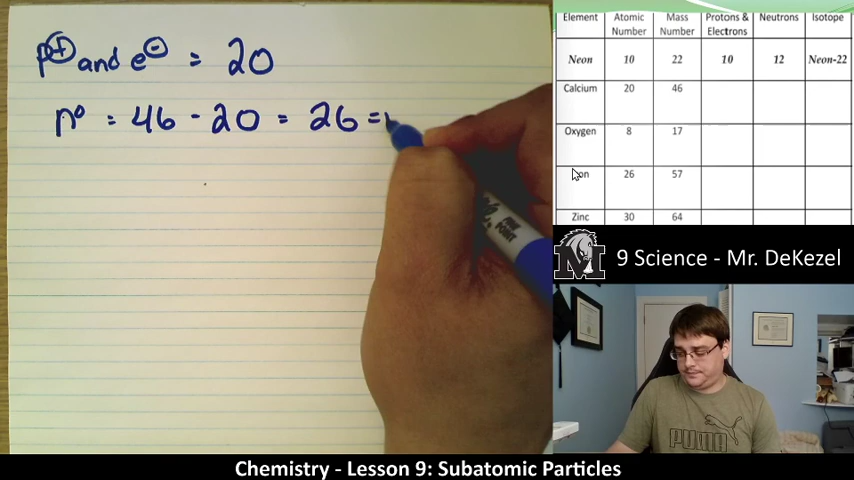 p⊕ and e⊖ = 20
n⁰ = 46 - 20 = 26 =
Element Atomic Number Mass Number Protons & Electrons Neutrons Isotope
Neon 10 22 10 12 Neon-22
Calcium 20 46
Oxygen 8 17
26 57
Zinc 30 64
M
9 Science - Mr. DeKezel
PUMA
Chemistry - Lesson 9: Subatomic Particles